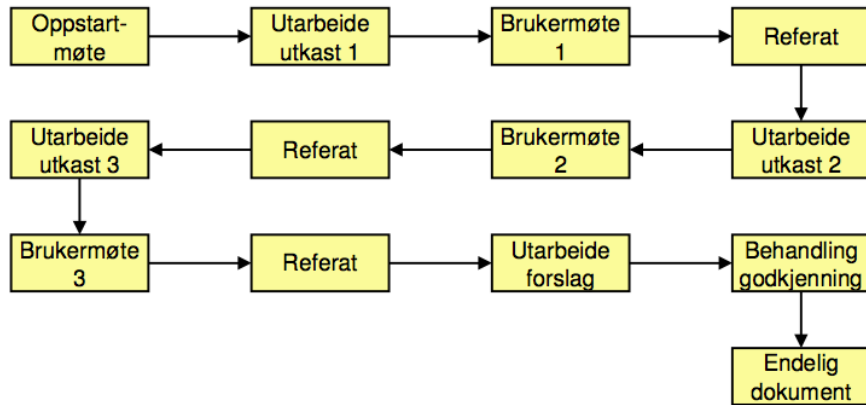 Oppstart-
møte
Utarbeide
utkast 1
Brukermøte
1
Referat
Utarbeide
utkast 2
Brukermøte
2
Referat
Utarbeide
utkast 3
Brukermøte
3
Referat
Utarbeide
forslag
Behandling
godkjenning
Endelig
dokument